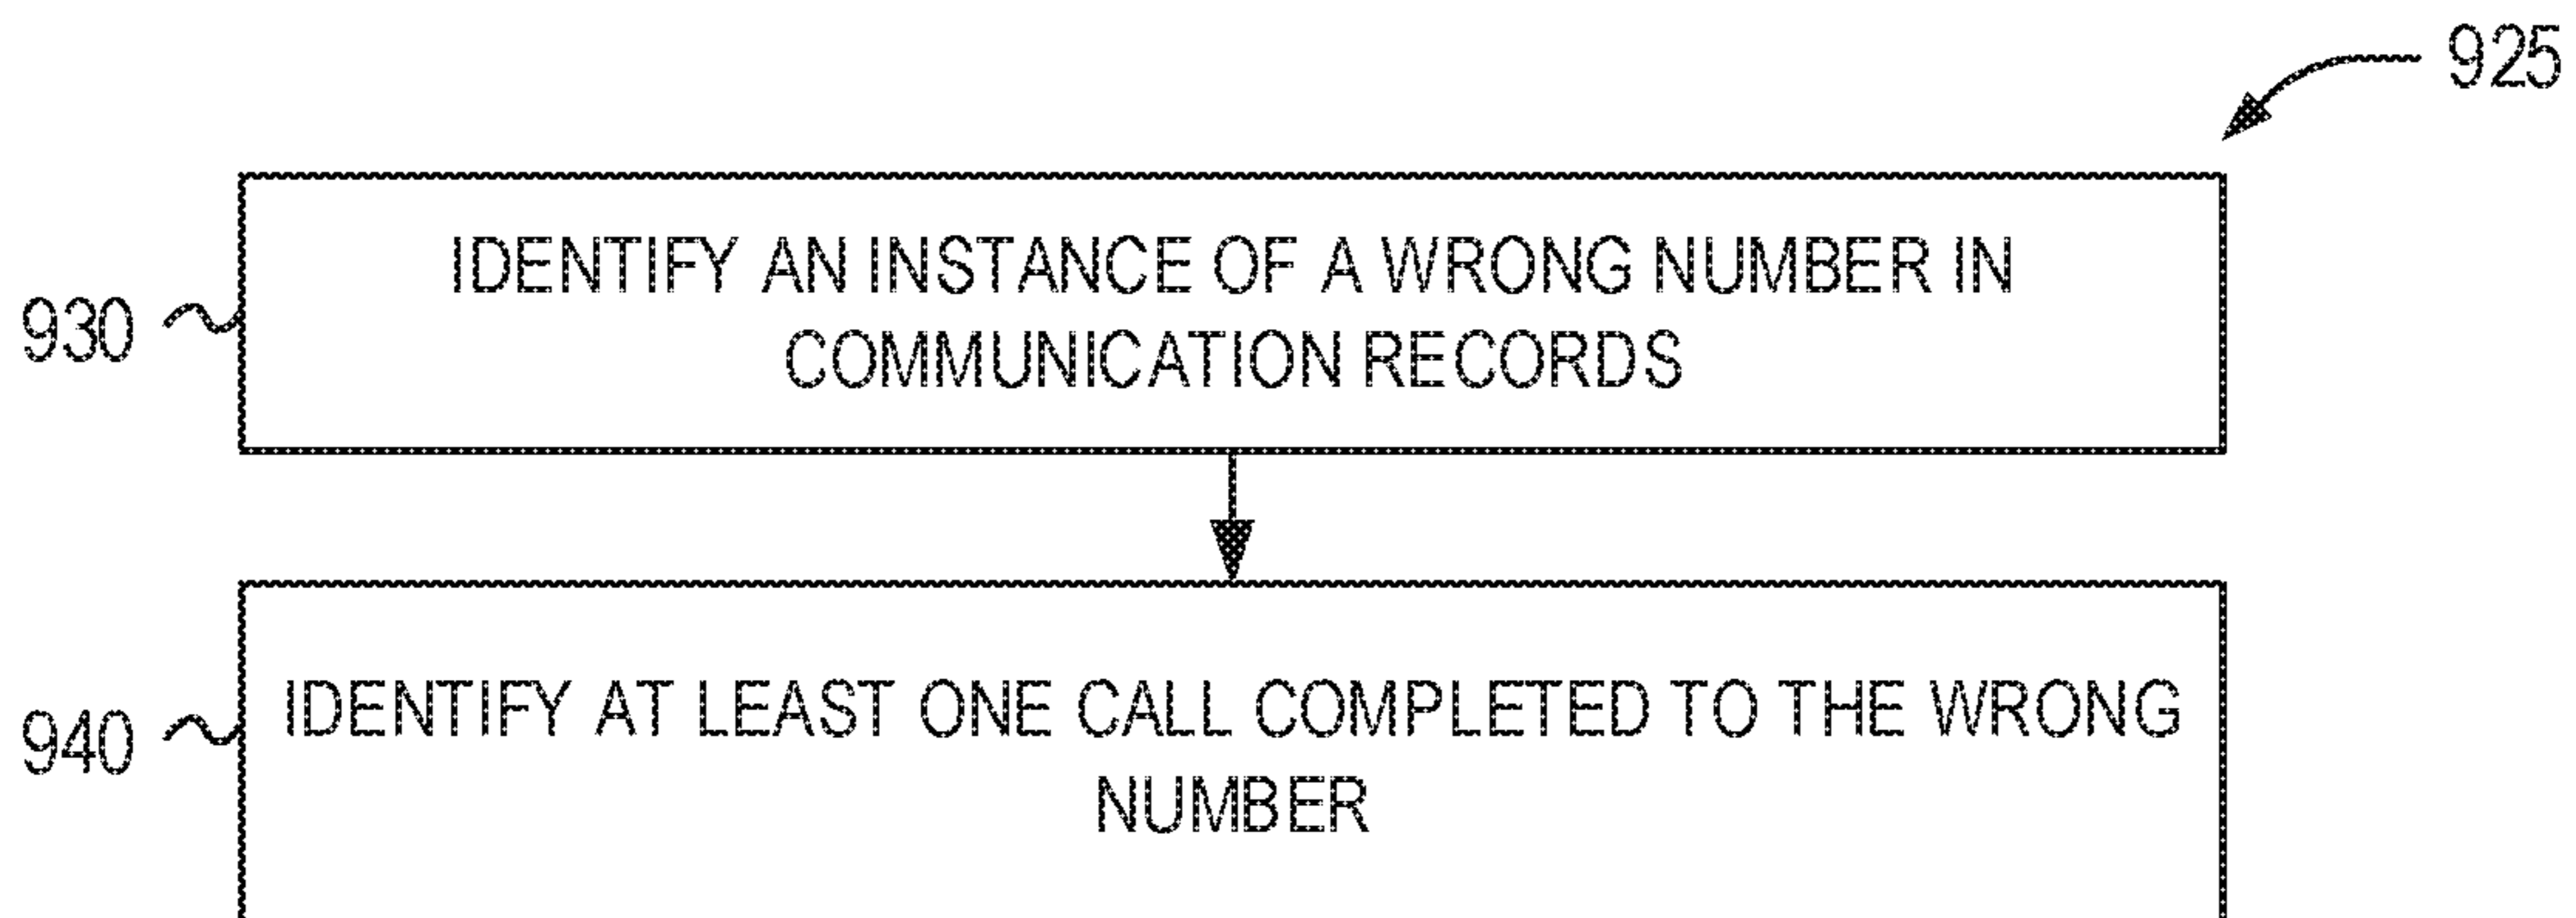 925
930
IDENTIFY AN INSTANCE OF A WRONG NUMBER IN
COMMUNICATION RECORDS
940
IDENTIFY AT LEAST ONE CALL COMPLETED TO THE WRONG
NUMBER